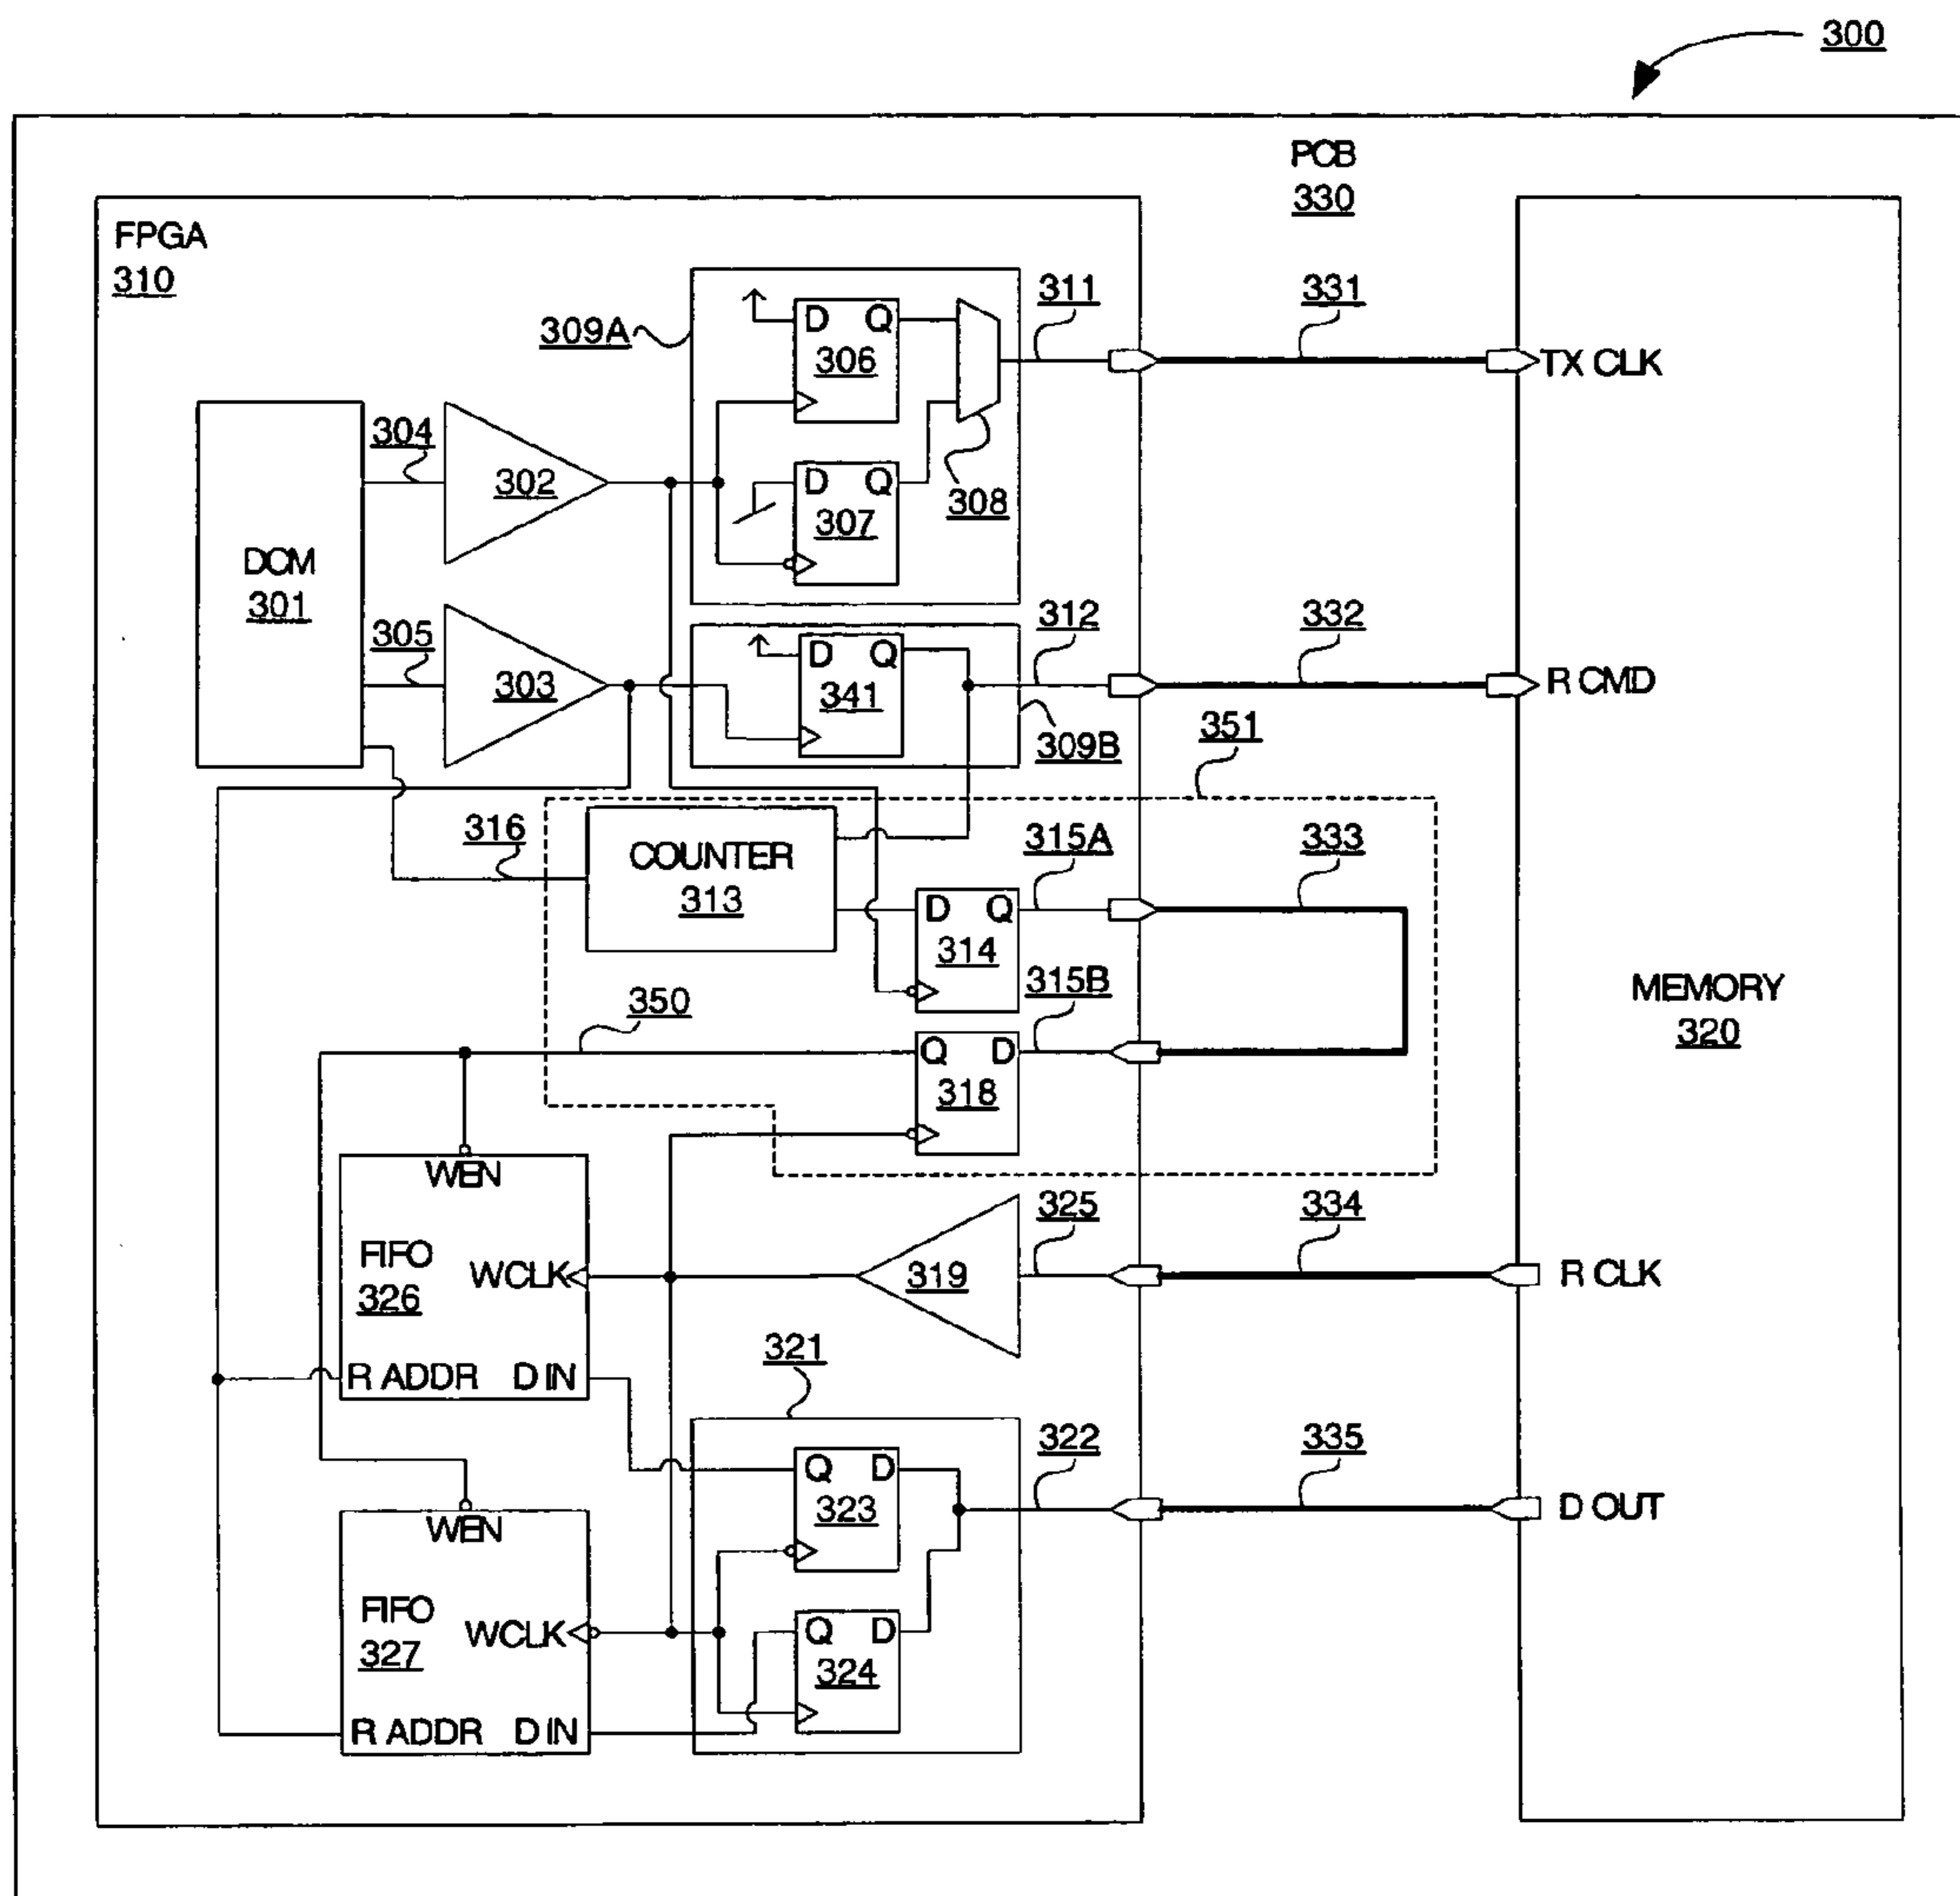 300
PCB
330
FPGA
310
309A
D Q
306
308
D Q
307
311
331
TX CLK
304
302
DCM
301
305
303
D Q
341
312
332
R CMD
309B
351
316
COUNTER
313
315A
333
D Q
314
315B
350
Q D
318
MEMORY
320
WEN
FIFO
326
WCLK
R ADDR D IN
319
325
334
R CLK
321
Q D
323
322
335
D OUT
WEN
FIFO
327
WCLK
R ADDR D IN
Q D
324